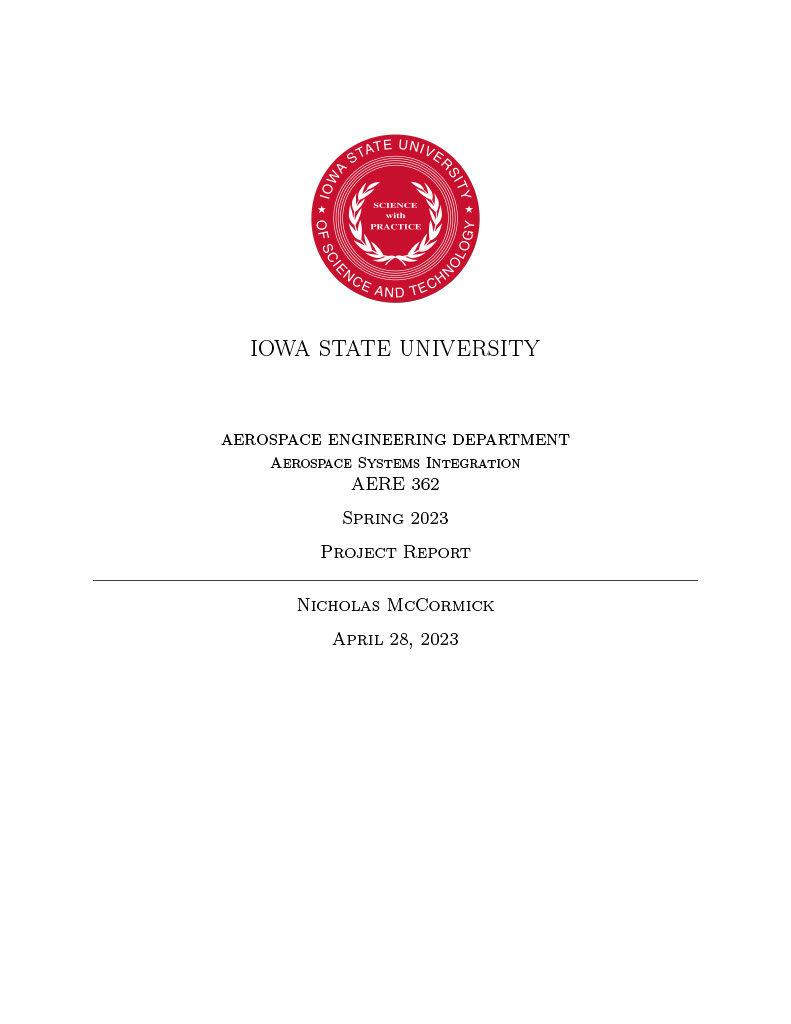 IOWA STATE UNIVERSITY
OF SCIENCE AND TECHNOLOGY
SCIENCE
with
PRACTICE
IOWA STATE UNIVERSITY
AEROSPACE ENGINEERING DEPARTMENT
Aerospace Systems Integration
AERE 362
Spring 2023
Project Report
Nicholas McCormick
April 28, 2023